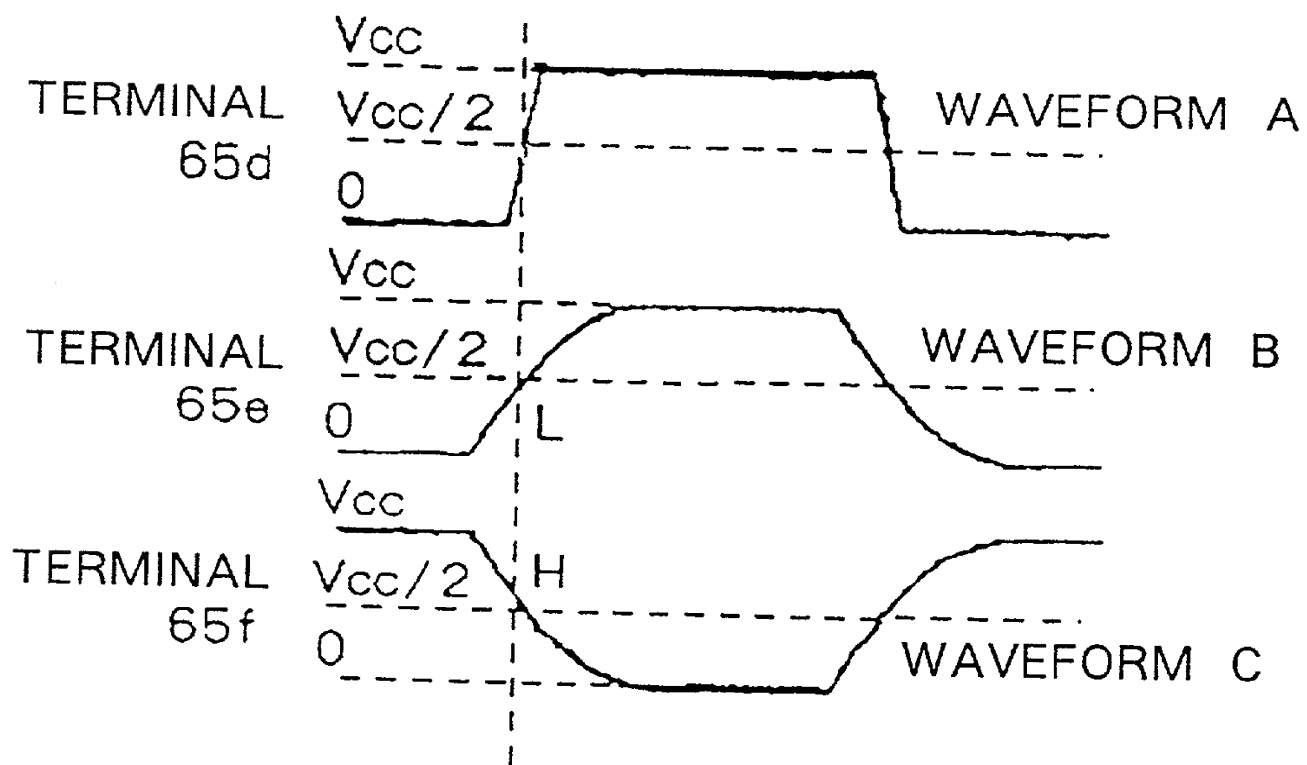 Vcc
TERMINAL
65d
Vcc/2
WAVEFORM A
0
Vcc
TERMINAL
65e
Vcc/2
WAVEFORM B
0
L
Vcc
TERMINAL
65f
Vcc/2
H
0
WAVEFORM C